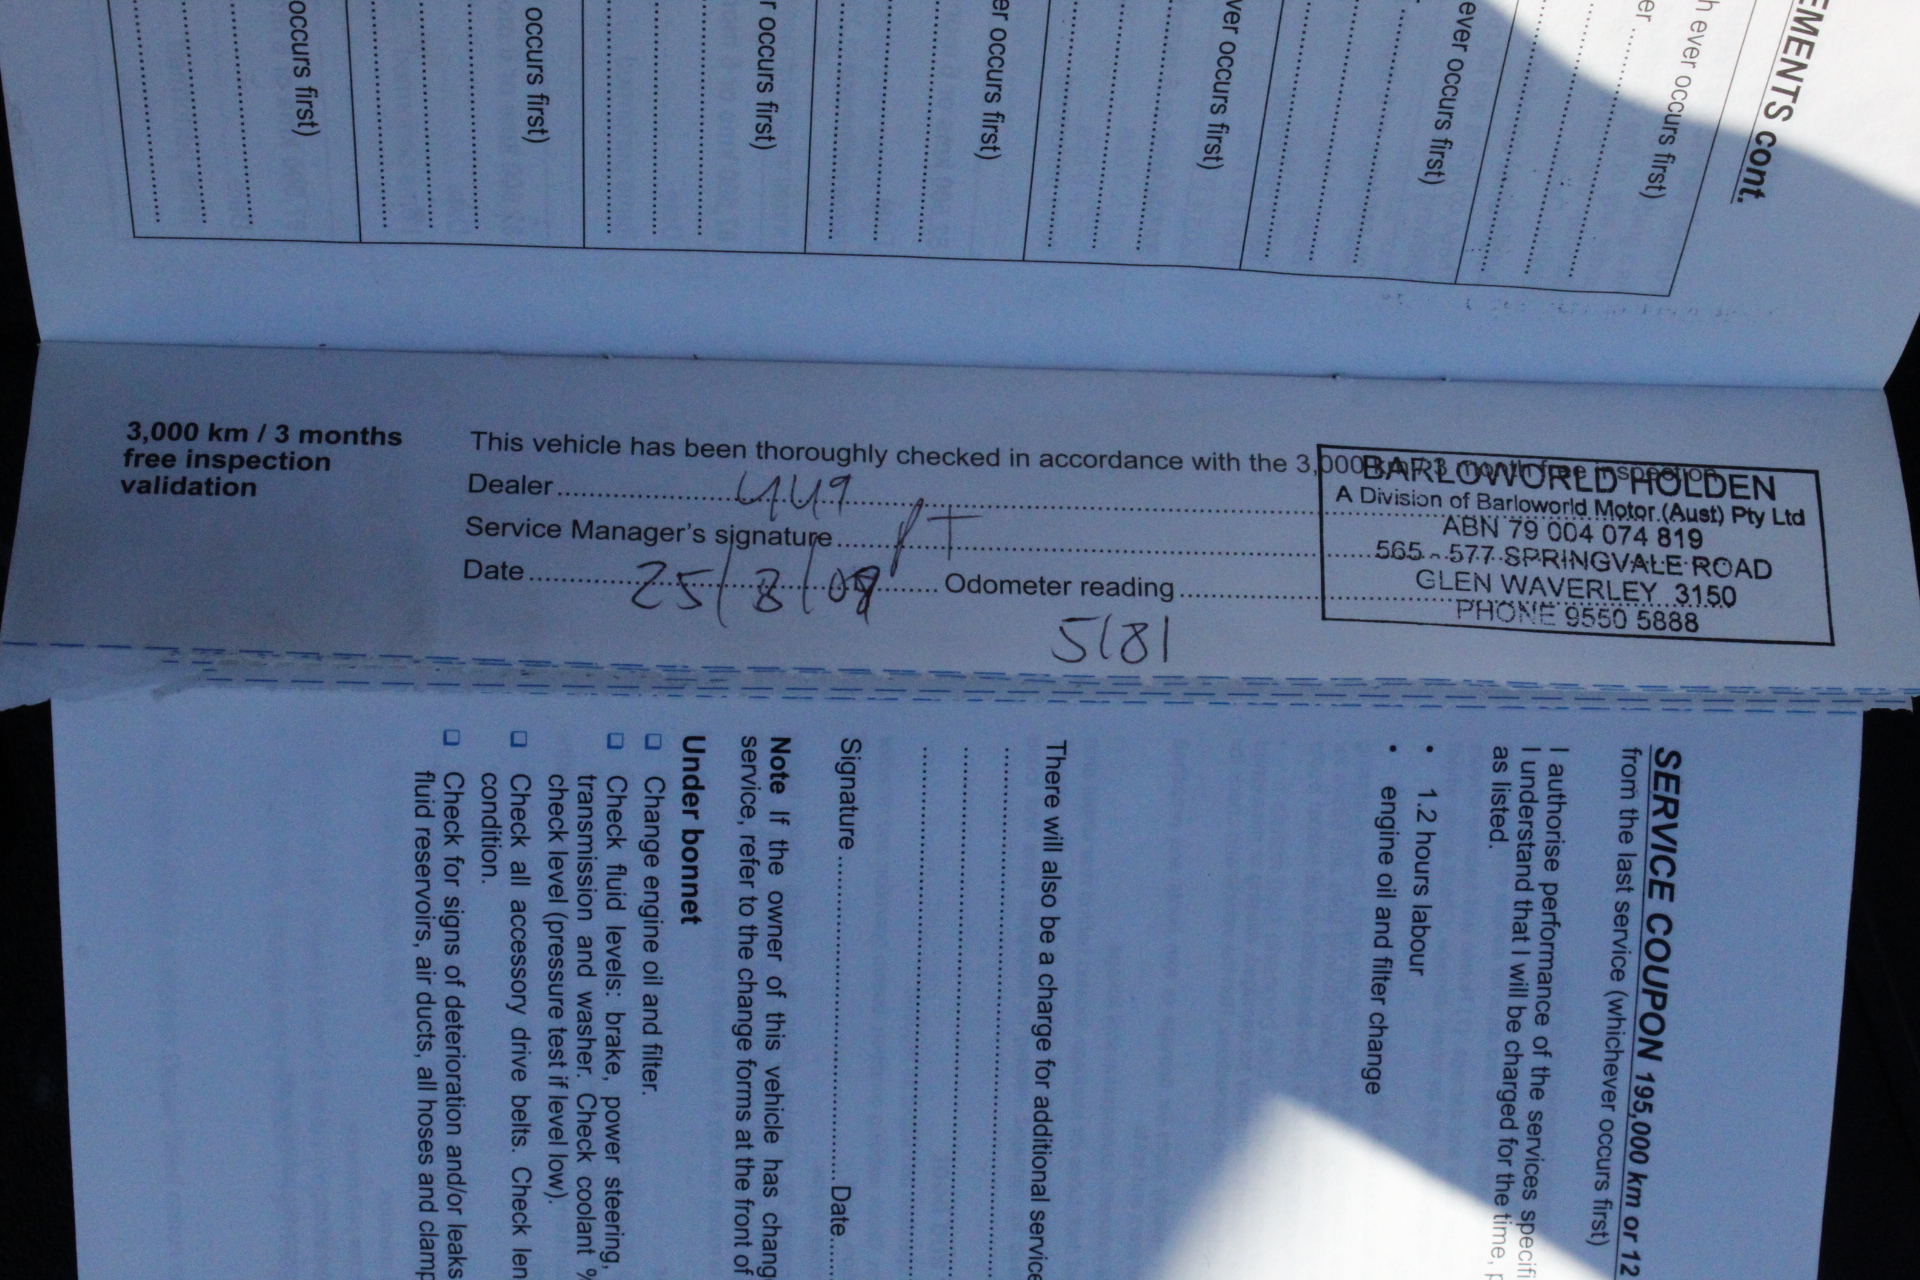 EMENTS cont.
h ever occurs first)
er
occurs first)
ever occurs first)
ver occurs first)
er occurs first)
r occurs first)
occurs first)
occurs first)
3,000 km / 3 months
free inspection
validation
This vehicle has been thoroughly checked in accordance with the 3,000 km / 3 month free inspection
Dealer 449
Service Manager's signature
Date 25/8/09 Odometer reading
5181
BARLOWORLD HOLDEN
A Division of Barloworld Motor (Aust) Pty Ltd
ABN 79 004 074 819
565 - 577 SPRINGVALE ROAD
GLEN WAVERLEY 3150
PHONE 9550 5888
SERVICE COUPON 195,000 km or 12
from the last service (whichever occurs first)
I authorise performance of the services specifi
I understand that I will be charged for the time, p
as listed.
• 1.2 hours labour
• engine oil and filter change
There will also be a charge for additional service
Signature Date
Note If the owner of this vehicle has chang
service, refer to the change forms at the front of
Under bonnet
Change engine oil and filter.
Check fluid levels: brake, power steering,
transmission and washer. Check coolant %
check level (pressure test if level low).
Check all accessory drive belts. Check len
condition.
Check for signs of deterioration and/or leaks
fluid reservoirs, air ducts, all hoses and clamp